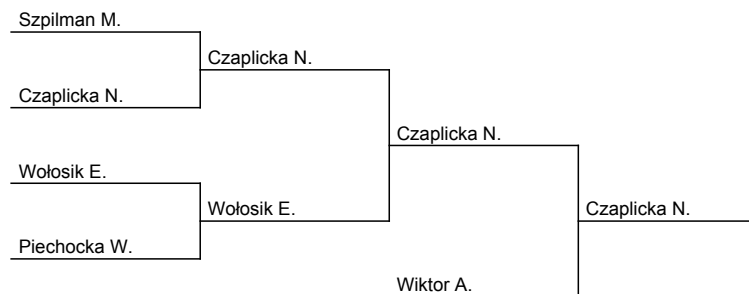 Szpilman M.
Czaplicka N.
Czaplicka N.
Czaplicka N.
Wołosik E.
Wołosik E.
Czaplicka N.
Piechocka W.
Wiktor A.